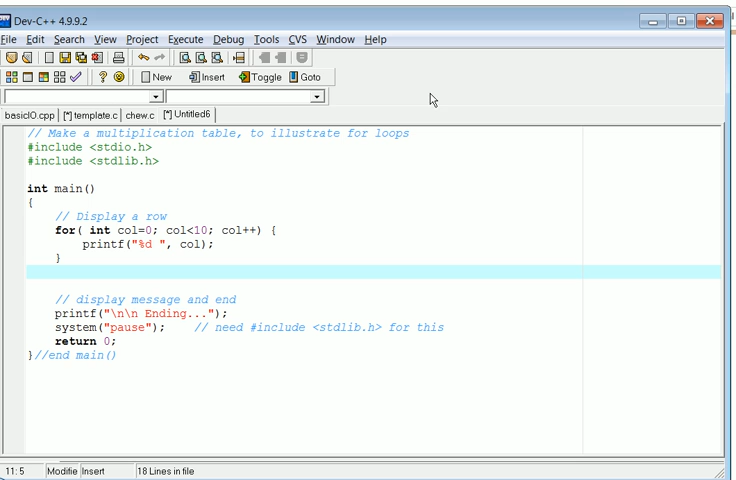 Dev-C++ 4.9.9.2
File Edit Search View Project Execute Debug Tools CVS Window Help
New Insert Toggle Goto
basicIO.cpp [*] template.c chew.c [*] Untitled6
// Make a multiplication table, to illustrate for loops
#include <stdio.h>
#include <stdlib.h>
int main()
{
// Display a row
for( int col=0; col<10; col++) {
printf("%d ", col);
}
// display message and end
printf("\n\n Ending...");
system("pause"); // need #include <stdlib.h> for this
return 0;
}//end main()
11: 5 Modifie Insert 18 Lines in file